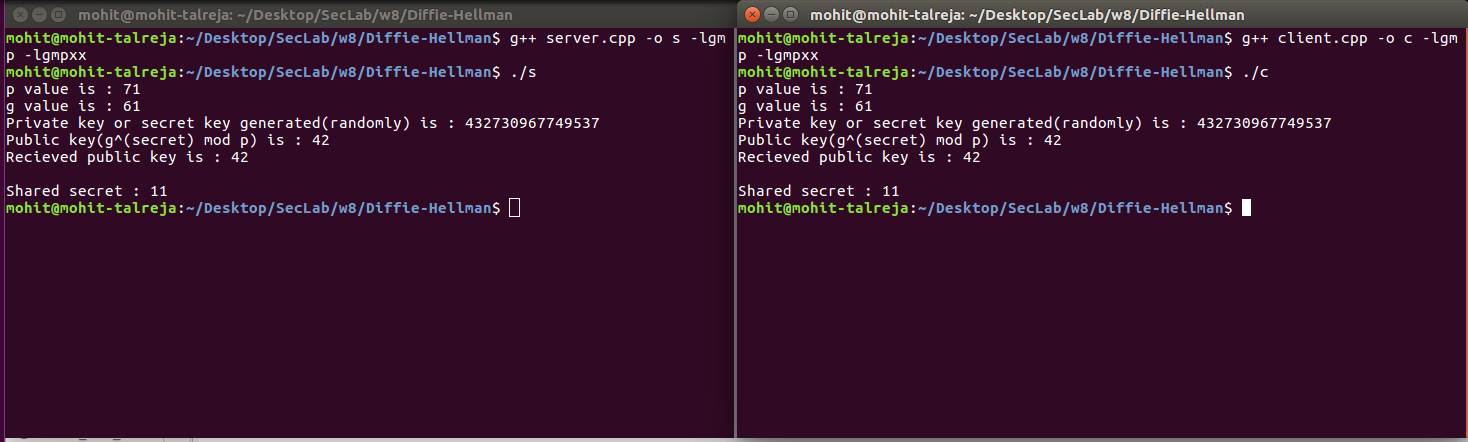 mohit@mohit-talreja: ~/Desktop/SecLab/w8/Diffie-Hellman
mohit@mohit-talreja:~/Desktop/SecLab/w8/Diffie-Hellman$ g++ server.cpp -o s -lgm
p -lgmpxx
mohit@mohit-talreja:~/Desktop/SecLab/w8/Diffie-Hellman$ ./s
p value is : 71
g value is : 61
Private key or secret key generated(randomly) is : 432730967749537
Public key(g^(secret) mod p) is : 42
Recieved public key is : 42
Shared secret : 11
mohit@mohit-talreja:~/Desktop/SecLab/w8/Diffie-Hellman$
mohit@mohit-talreja: ~/Desktop/SecLab/w8/Diffie-Hellman
mohit@mohit-talreja:~/Desktop/SecLab/w8/Diffie-Hellman$ g++ client.cpp -o c -lgm
p -lgmpxx
mohit@mohit-talreja:~/Desktop/SecLab/w8/Diffie-Hellman$ ./c
p value is : 71
g value is : 61
Private key or secret key generated(randomly) is : 432730967749537
Public key(g^(secret) mod p) is : 42
Recieved public key is : 42
Shared secret : 11
mohit@mohit-talreja:~/Desktop/SecLab/w8/Diffie-Hellman$